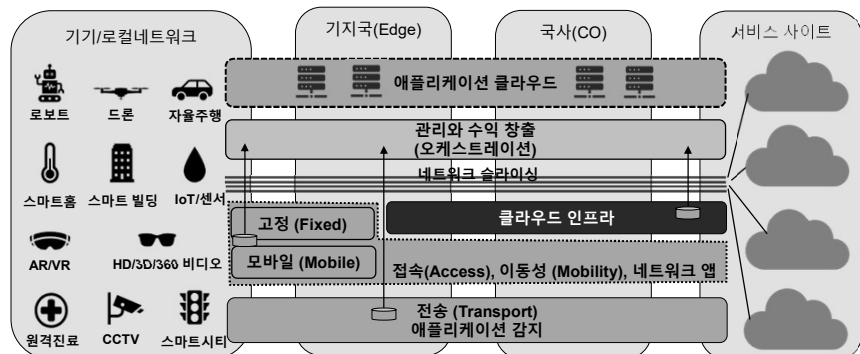 기기/로컬네트워크
기지국(Edge)
국사(CO)
서비스 사이트
로봇트
드론
자율주행
스마트홈
스마트 빌딩
IoT/센서
AR/VR
HD/3D/360 비디오
원격진료
CCTV
스마트시티
애플리케이션 클라우드
관리와 수익 창출
(오케스트레이션)
네트워크 슬라이싱
고정 (Fixed)
클라우드 인프라
모바일 (Mobile)
접속(Access), 이동성 (Mobility), 네트워크 앱
전송 (Transport)
애플리케이션 감지